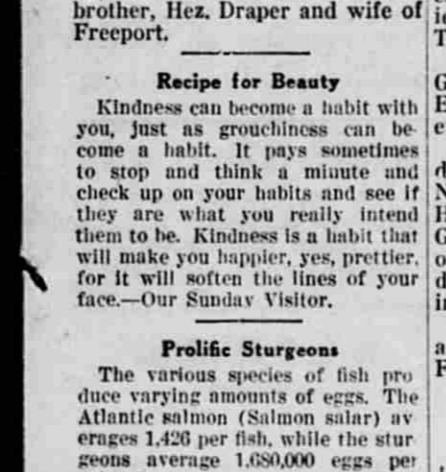 brother, Hez. Draper and wife of
Freeport.
Recipe for Beauty
Kindness can become a habit with
you, just as grouchiness can be
come a habit. It pays sometimes
to stop and think a minute and
check up on your habits and see if
they are what you really intend
them to be. Kindness is a habit that
will make you happier, yes, prettier,
for it will soften the lines of your
face.—Our Sunday Visitor.
Prolific Sturgeons
The various species of fish pro
duce varying amounts of eggs. The
Atlantic salmon (Salmon salar) av
erages 1,426 per fish, while the stur
geons average 1,680,000 eggs per